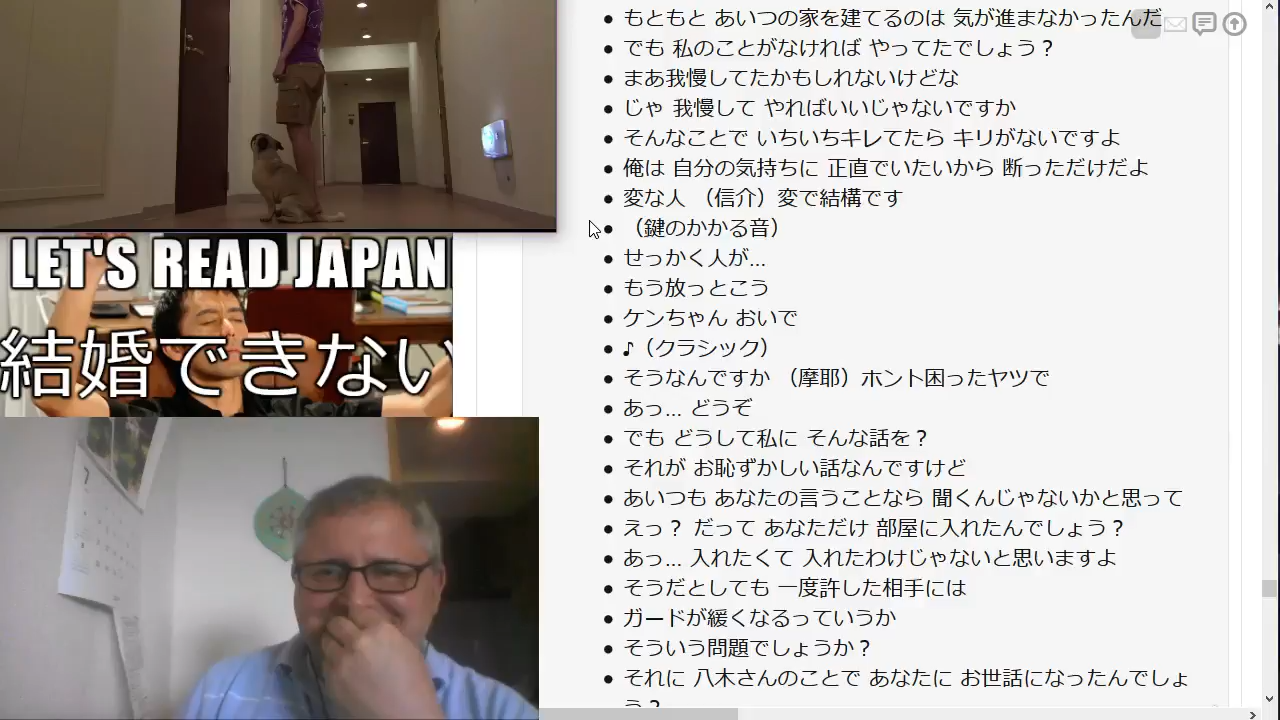 もともと あいつの家を建てるのは 気が進まなかったんだ
でも 私のことがなければ やってたでしょう？
まあ我慢してたかもしれないけどな
じゃ 我慢して やればいいじゃないですか
そんなことで いちいちキレてたら キリがないですよ
俺は 自分の気持ちに 正直でいたいから 断っただけだよ
変な人 （信介）変で結構です
（鍵のかかる音）
せっかく人が...
もう放っとこう
ケンちゃん おいで
♪（クラシック）
そうなんですか （摩耶）ホント困ったヤツで
あっ... どうぞ
でも どうして私に そんな話を？
それが お恥ずかしい話なんですけど
あいつも あなたの言うことなら 聞くんじゃないかと思って
えっ？ だって あなただけ 部屋に入れたんでしょう？
あっ... 入れたくて 入れたわけじゃないと思いますよ
そうだとしても 一度許した相手には
ガードが緩くなるっていうか
そういう問題でしょうか？
それに 八木さんのことで あなたに お世話になったんでしょ
う？
LET'S READ JAPAN
結婚できない
7